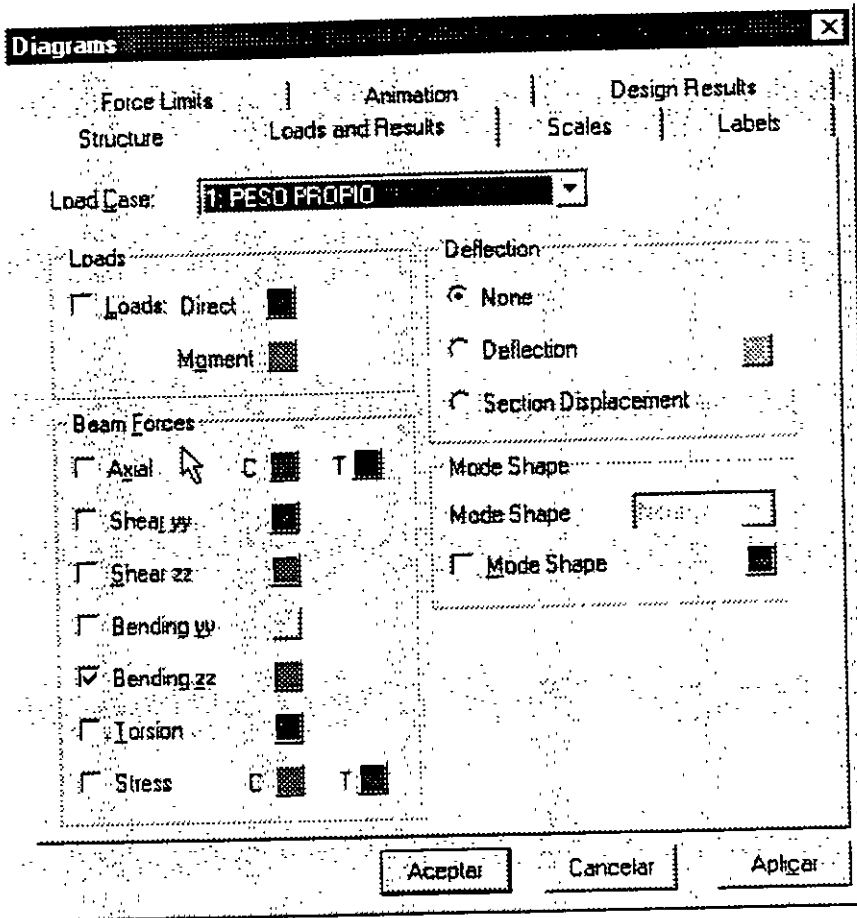 Diagrams
Force Limits Animation Design Results
Structure Loads and Results Scales Labels
Load Case: 1: PESO PROPIO
Loads
Loads: Direct
Moment
Deflection
None
Deflection
Section Displacement
Beam Forces
Axial C T
Shear yy
Shear zz
Bending yy
Bending zz
Torsion
Stress C T
Mode Shape
Mode Shape
Mode Shape
Aceptar Cancelar Aplicar